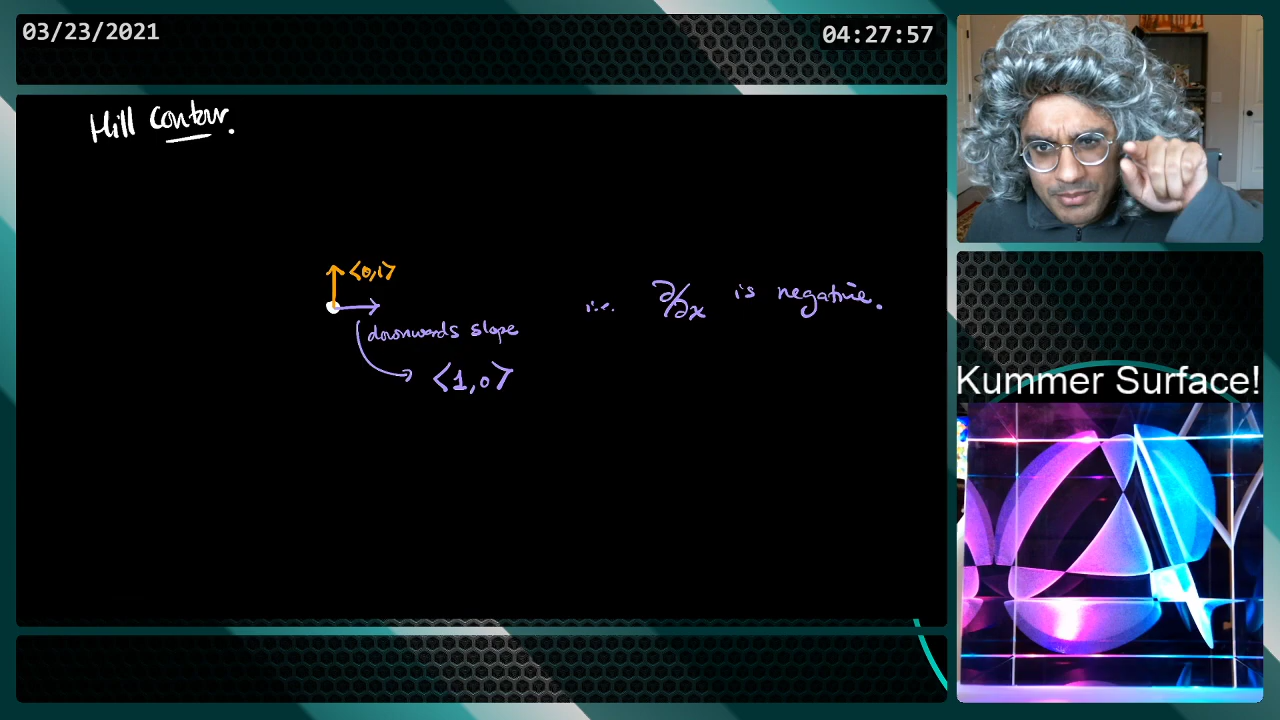 03/23/2021
04:27:57
Hill Contour.
<0,1>
i.e. ∂/∂x is negative.
downwards slope
<1,0>
Kummer Surface!